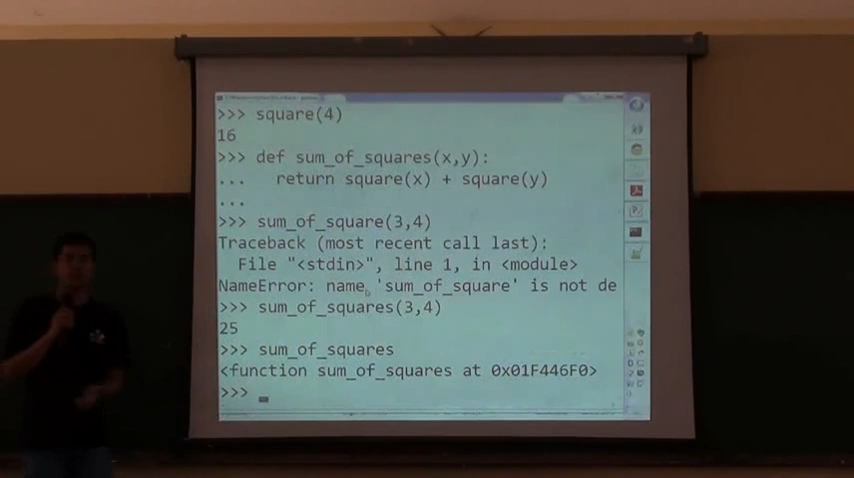 >>> square(4)
16
>>> def sum_of_squares(x,y):
...   return square(x) + square(y)
...
>>> sum_of_square(3,4)
Traceback (most recent call last):
  File "<stdin>", line 1, in <module>
NameError: name 'sum_of_square' is not de
>>> sum_of_squares(3,4)
25
>>> sum_of_squares
<function sum_of_squares at 0x01F446F0>
>>>